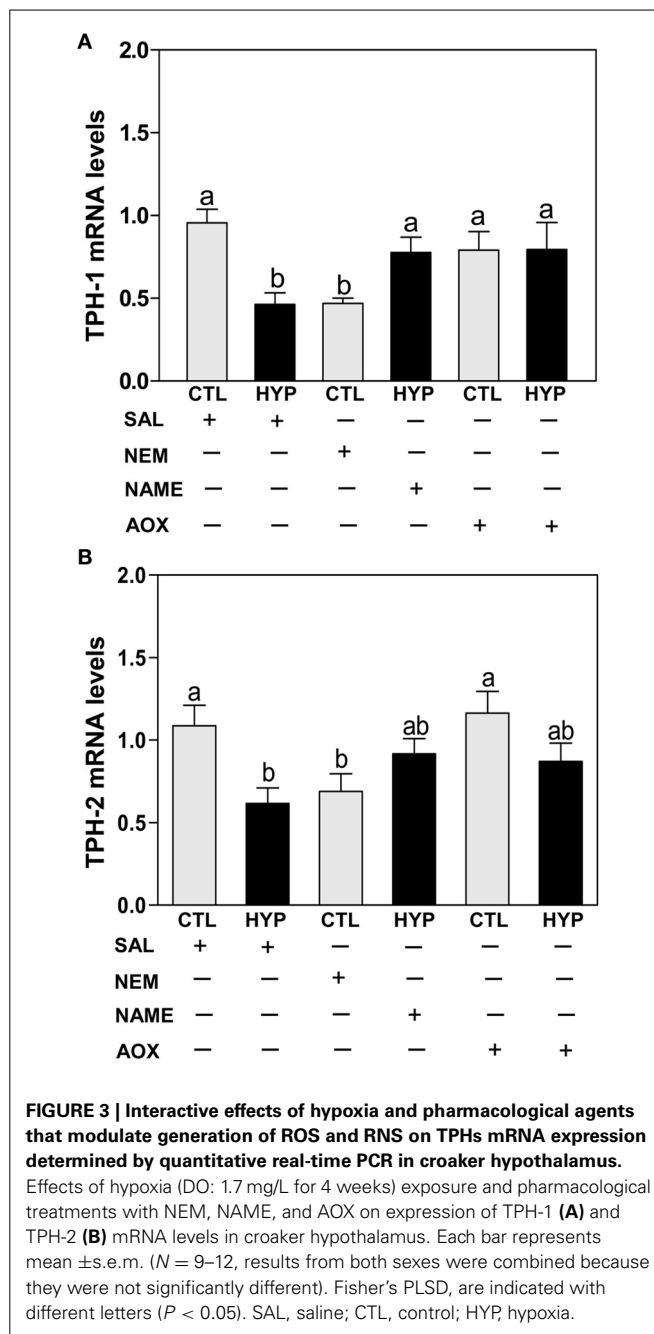 A
2.0
a
1.5
TPH-1 mRNA levels
1.0
a
a
a
a
b
b
0.5
0.0
CTL HYP CTL HYP CTL HYP
SAL + + — — — —
NEM — — + — — —
NAME — — — + — —
AOX — — — — + +
B
2.0
1.5
TPH-2 mRNA levels
a
a
ab
ab
1.0
b
b
0.5
0.0
CTL HYP CTL HYP CTL HYP
SAL + + — — — —
NEM — — + — — —
NAME — — — + — —
AOX — — — — + +
FIGURE 3 | Interactive effects of hypoxia and pharmacological agents
that modulate generation of ROS and RNS on TPHs mRNA expression
determined by quantitative real-time PCR in croaker hypothalamus.
Effects of hypoxia (DO: 1.7 mg/L for 4 weeks) exposure and pharmacological
treatments with NEM, NAME, and AOX on expression of TPH-1 (A) and
TPH-2 (B) mRNA levels in croaker hypothalamus. Each bar represents
mean ±s.e.m. (N = 9–12, results from both sexes were combined because
they were not significantly different). Fisher's PLSD, are indicated with
different letters (P < 0.05). SAL, saline; CTL, control; HYP, hypoxia.